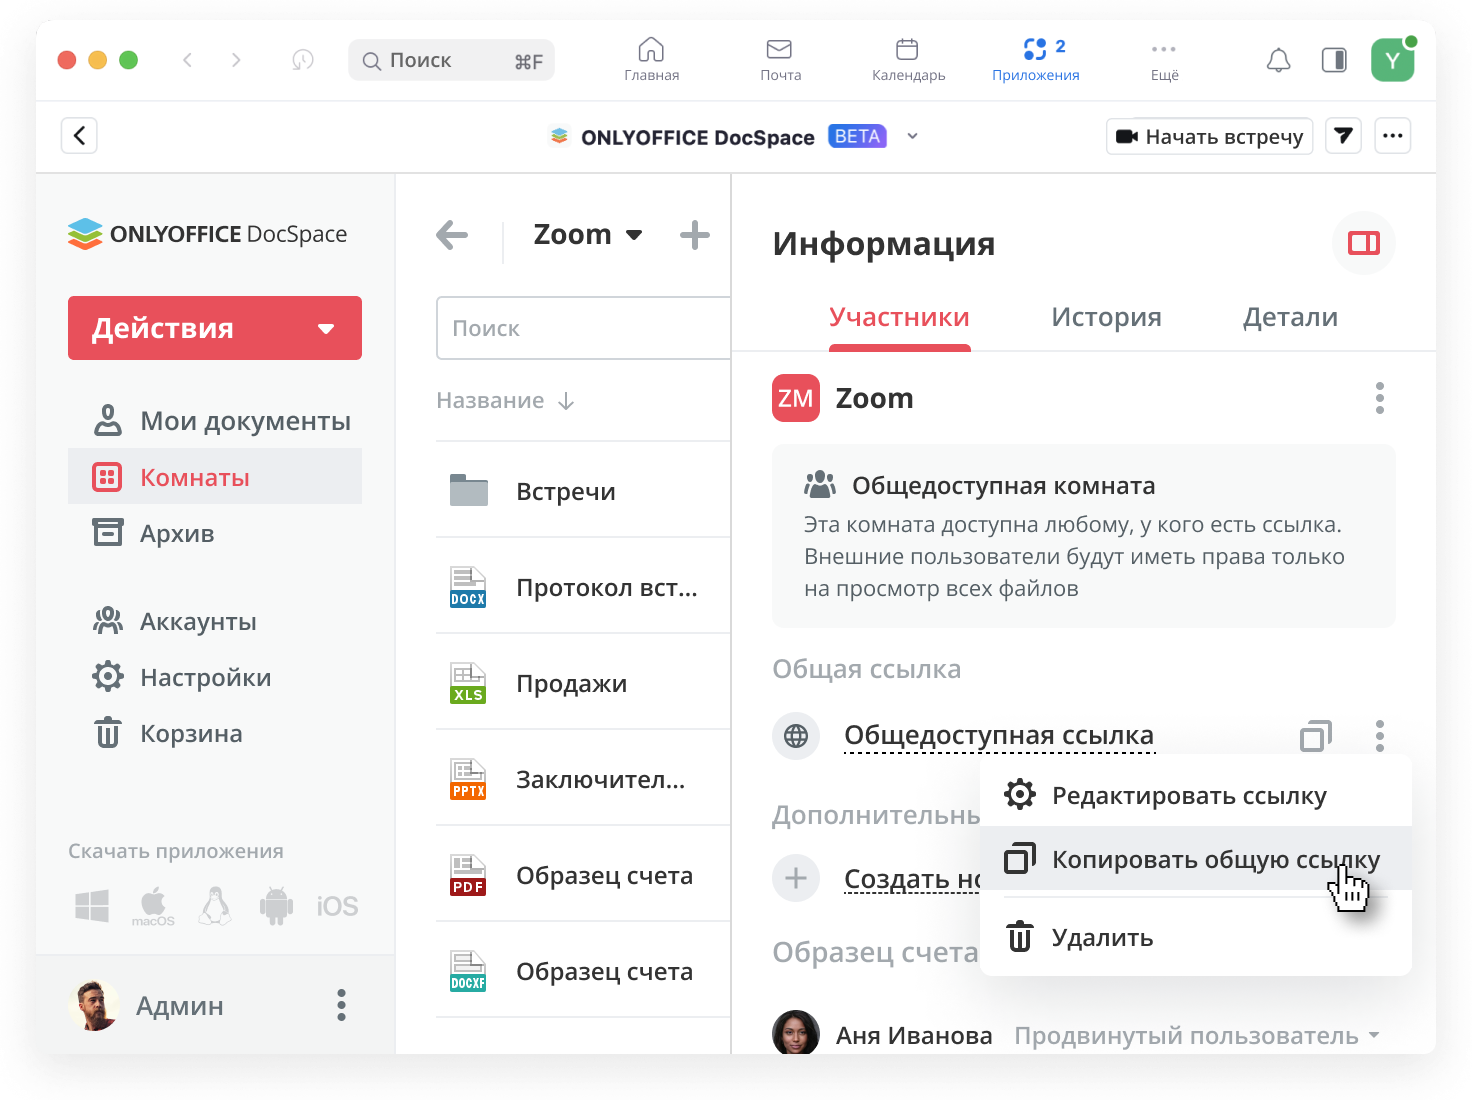 Поиск ⌘F
Главная
Почта
Календарь
2
Приложения
Ещё
Y
ONLYOFFICE DocSpace BETA
Начать встречу
ONLYOFFICE DocSpace
Действия
Мои документы
Комнаты
Архив
Аккаунты
Настройки
Корзина
Скачать приложения
macOS
iOS
Админ
Zoom
Поиск
Название
Встречи
DOCX
Протокол вст...
XLS
Продажи
PPTX
Заключител...
PDF
Образец счета
DOCXF
Образец счета
Информация
Участники
История
Детали
ZM Zoom
Общедоступная комната
Эта комната доступна любому, у кого есть ссылка.
Внешние пользователи будут иметь права только
на просмотр всех файлов
Общая ссылка
Общедоступная ссылка
Редактировать ссылку
Копировать общую ссылку
Удалить
Создать
Образец счета
Аня Иванова Продвинутый пользователь